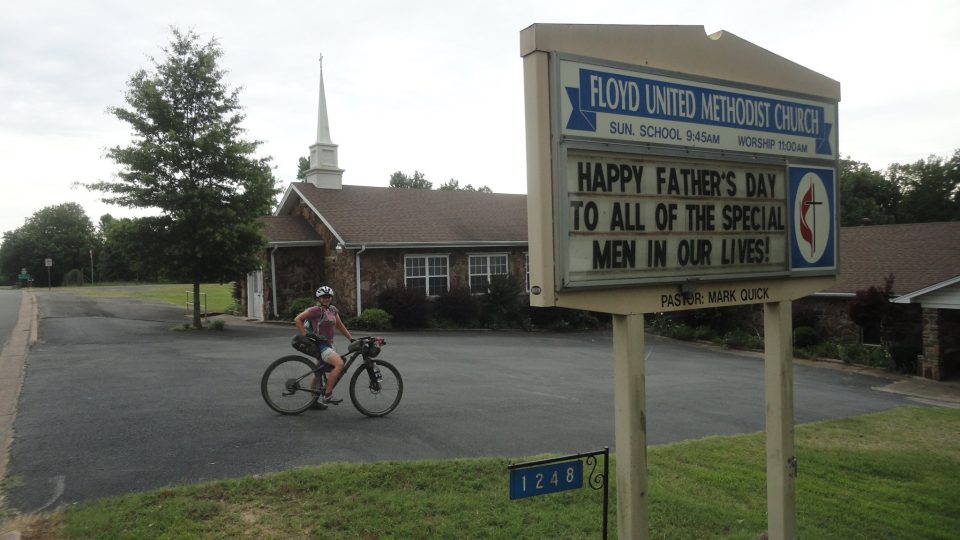 FLOYD UNITED METHODIST CHURCH
SUN. SCHOOL 9:45AM WORSHIP 11:00AM
HAPPY FATHER'S DAY
TO ALL OF THE SPECIAL
MEN IN OUR LIVES!
PASTOR: MARK QUICK
1248